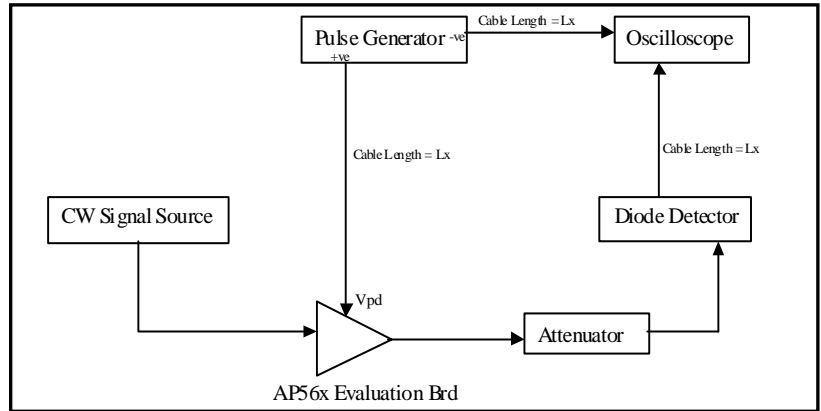 Cable Length = Lx
Pulse Generator -ve
+ve
Oscilloscope
Cable Length = Lx
Cable Length = Lx
CW Signal Source
Diode Detector
Vpd
Attenuator
AP56x Evaluation Brd